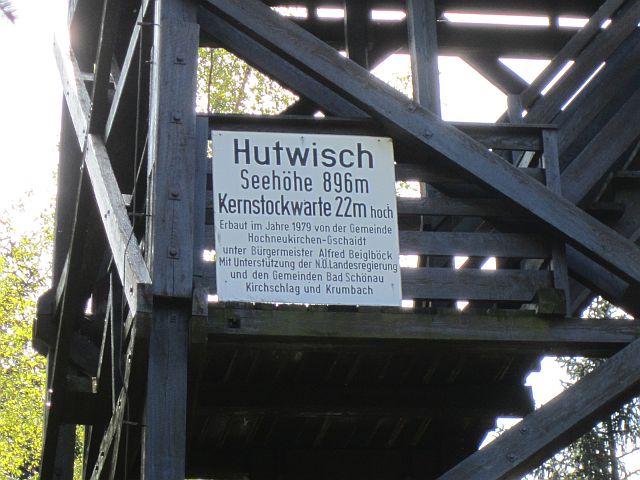 Hutwisch
Seehöhe 896m
Kernstockwarte 22m hoch
Erbaut im Jahre 1979 von der Gemeinde
Hochneukirchen-Gschaidt
unter Bürgermeister Alfred Beiglböck
Mit Unterstützung der N.Ö. Landesregierung
und den Gemeinden Bad Schönau
Kirchschlag und Krumbach